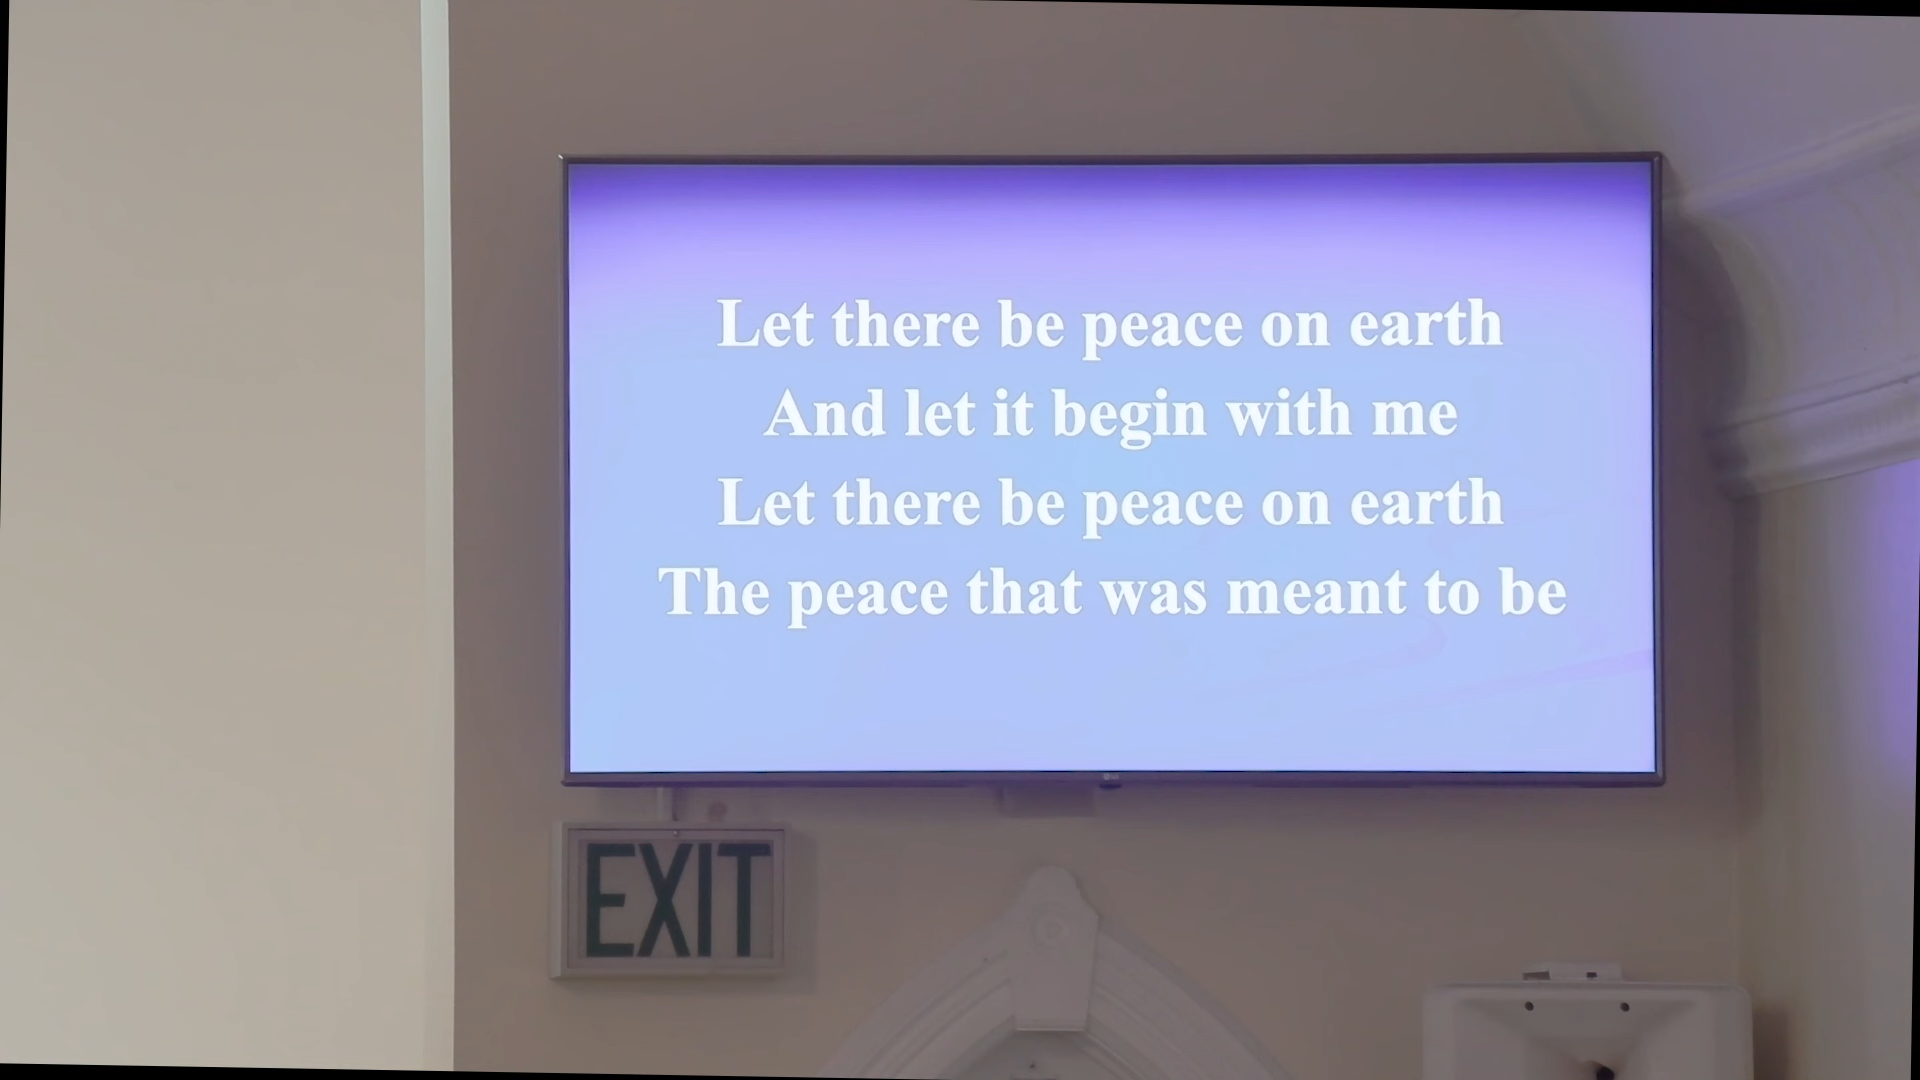 Let there be peace on earth
And let it begin with me
Let there be peace on earth
The peace that was meant to be
EXIT